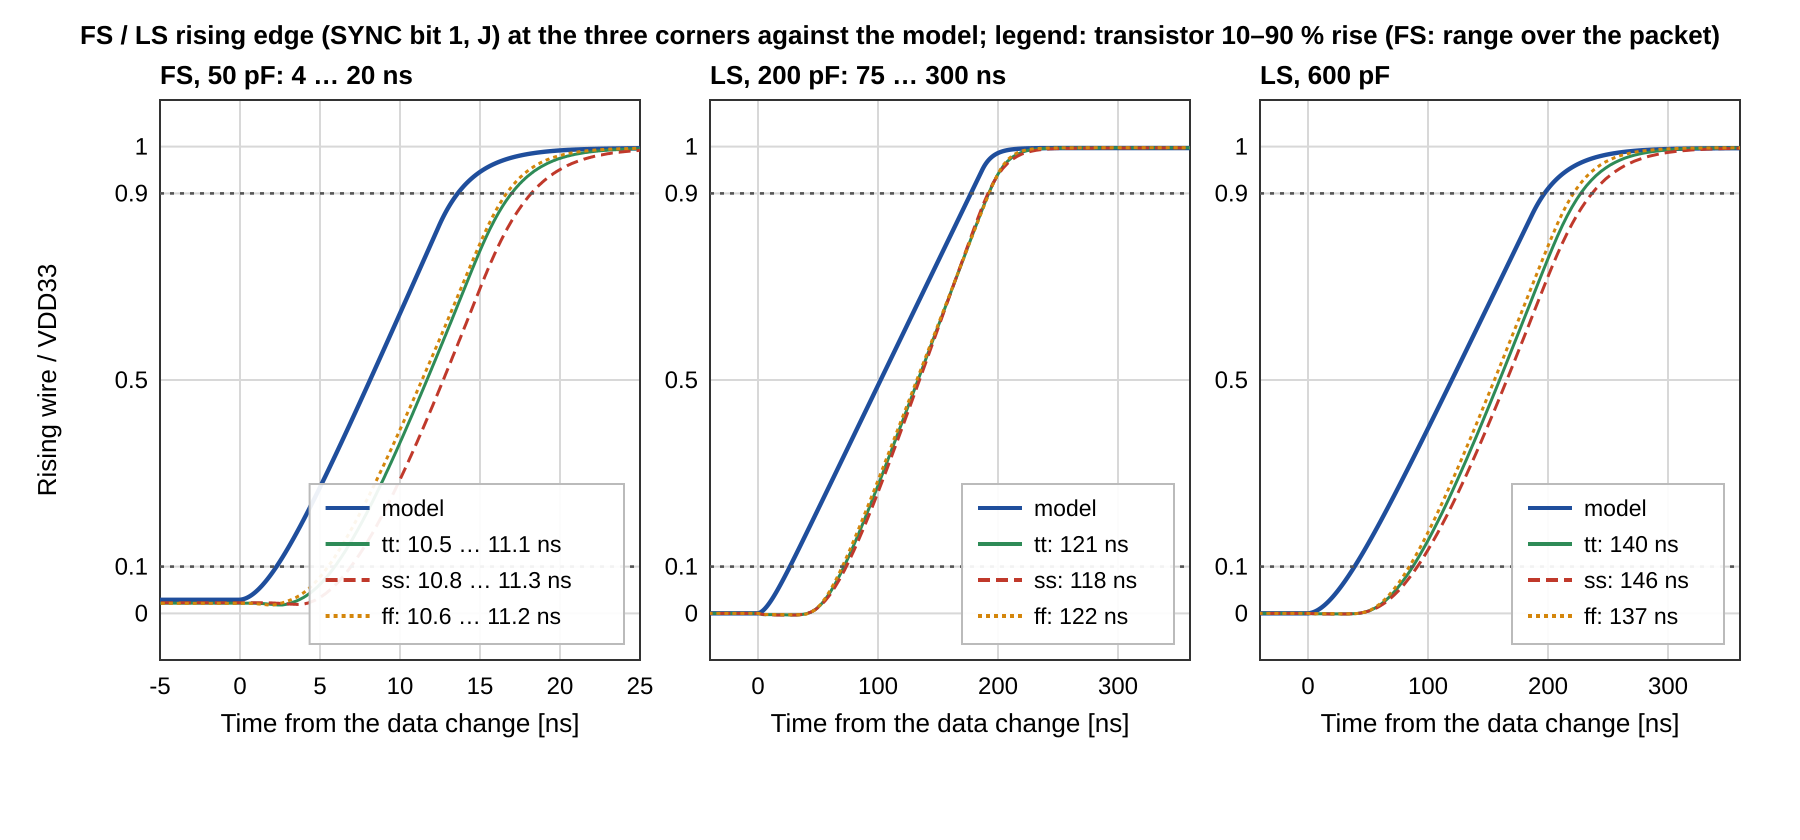 FS / LS rising edge (SYNC bit 1, J) at the three corners against the model; legend: transistor 10–90 % rise (FS: range over the packet)
FS, 50 pF: 4 … 20 ns
LS, 200 pF: 75 … 300 ns
LS, 600 pF
Rising wire / VDD33
1
0.9
0.5
0.1
0
model
tt: 10.5 … 11.1 ns
ss: 10.8 … 11.3 ns
ff: 10.6 … 11.2 ns
-5 0 5 10 15 20 25
Time from the data change [ns]
1
0.9
0.5
0.1
0
model
tt: 121 ns
ss: 118 ns
ff: 122 ns
0 100 200 300
Time from the data change [ns]
1
0.9
0.5
0.1
0
model
tt: 140 ns
ss: 146 ns
ff: 137 ns
0 100 200 300
Time from the data change [ns]